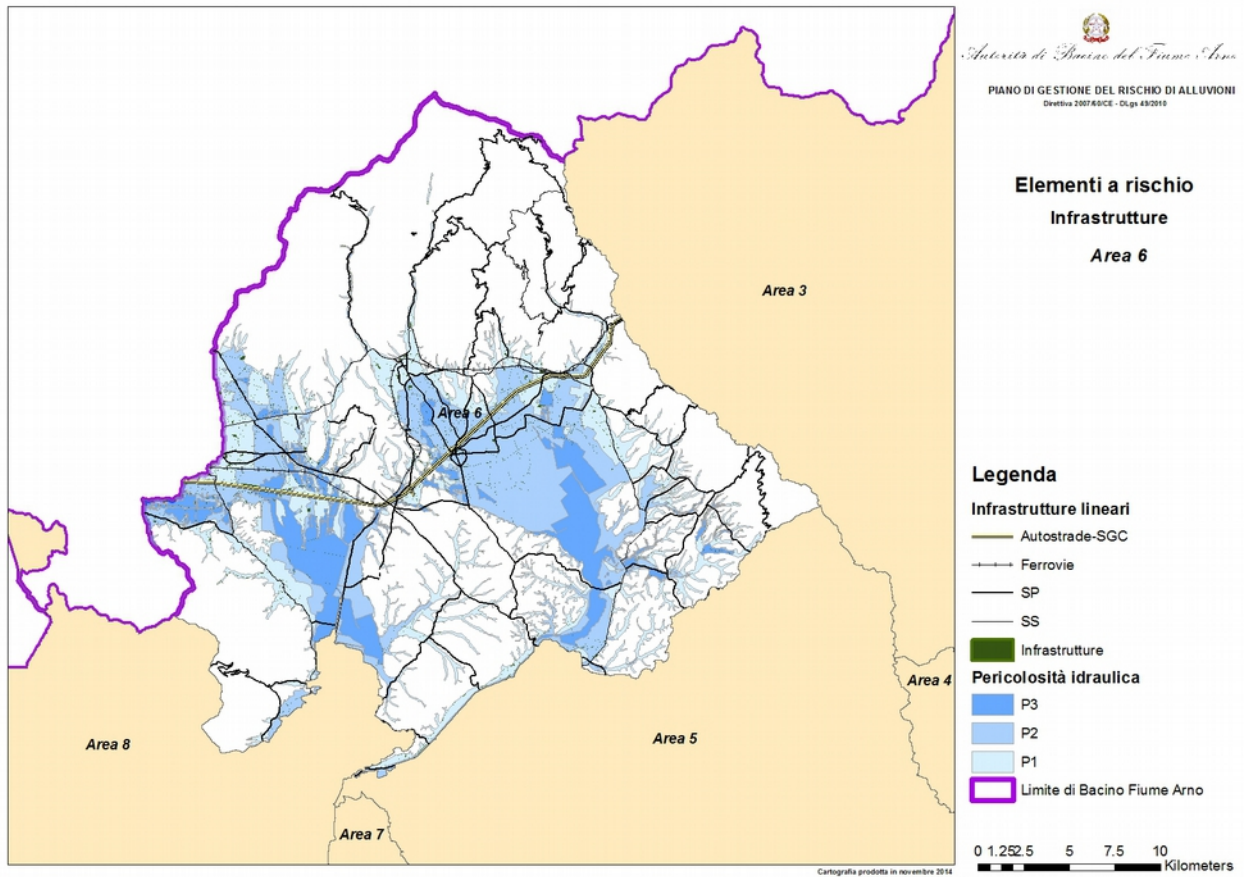 Autorità di Bacino del Fiume Arno
PIANO DI GESTIONE DEL RISCHIO DI ALLUVIONI
Direttiva 2007/60/CE - DLgs 49/2010
Elementi a rischio
Infrastrutture
Area 6
Area 3
Area 6
Area 4
Area 5
Area 8
Area 7
Legenda
Infrastrutture lineari
Autostrade-SGC
Ferrovie
SP
SS
Infrastrutture
Pericolosità idraulica
P3
P2
P1
Limite di Bacino Fiume Arno
0 1.252.5 5 7.5 10
Kilometers
Cartografia prodotta in novembre 2014